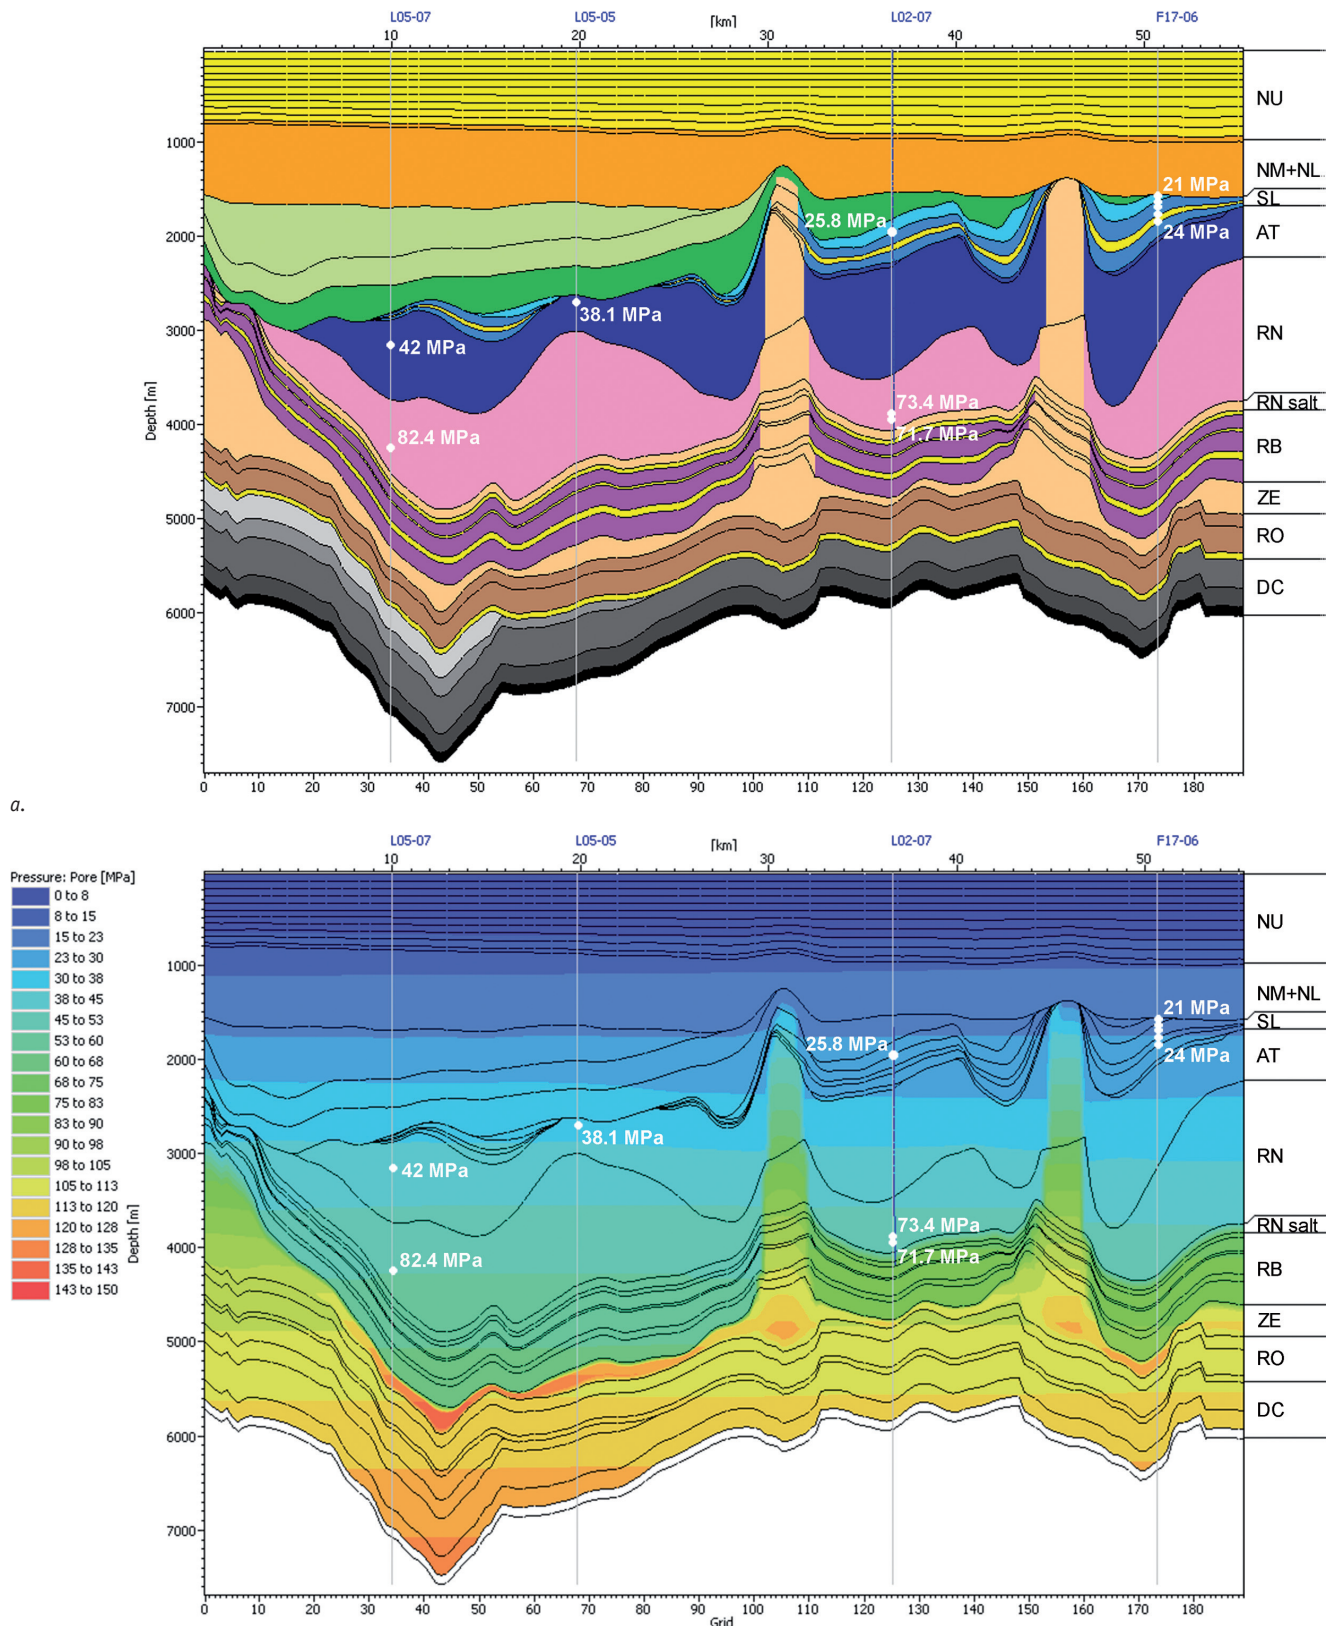 L05-07 L05-05 [km] L02-07 F17-06
10 20 30 40 50
NU
1000
NM+NL
21 MPa
SL
25.8 MPa
2000
24 MPa
AT
3000
38.1 MPa
42 MPa
RN
Depth [m]
73.4 MPa
RN salt
4000
82.4 MPa
71.7 MPa
RB
ZE
5000
RO
DC
6000
7000
0 10 20 30 40 50 60 70 80 90 100 110 120 130 140 150 160 170 180
a.
L05-07 L05-05 [km] L02-07 F17-06
10 20 30 40 50
Pressure: Pore [MPa]
0 to 8
8 to 15
15 to 23
23 to 30
30 to 38
38 to 45
45 to 53
53 to 60
60 to 68
68 to 75
75 to 83
83 to 90
90 to 98
98 to 105
105 to 113
113 to 120
120 to 128
128 to 135
135 to 143
143 to 150
NU
1000
NM+NL
21 MPa
SL
25.8 MPa
2000
24 MPa
AT
38.1 MPa
3000
42 MPa
RN
Depth [m]
73.4 MPa
RN salt
4000
82.4 MPa
71.7 MPa
RB
ZE
5000
RO
DC
6000
7000
0 10 20 30 40 50 60 70 80 90 100 110 120 130 140 150 160 170 180
Grid